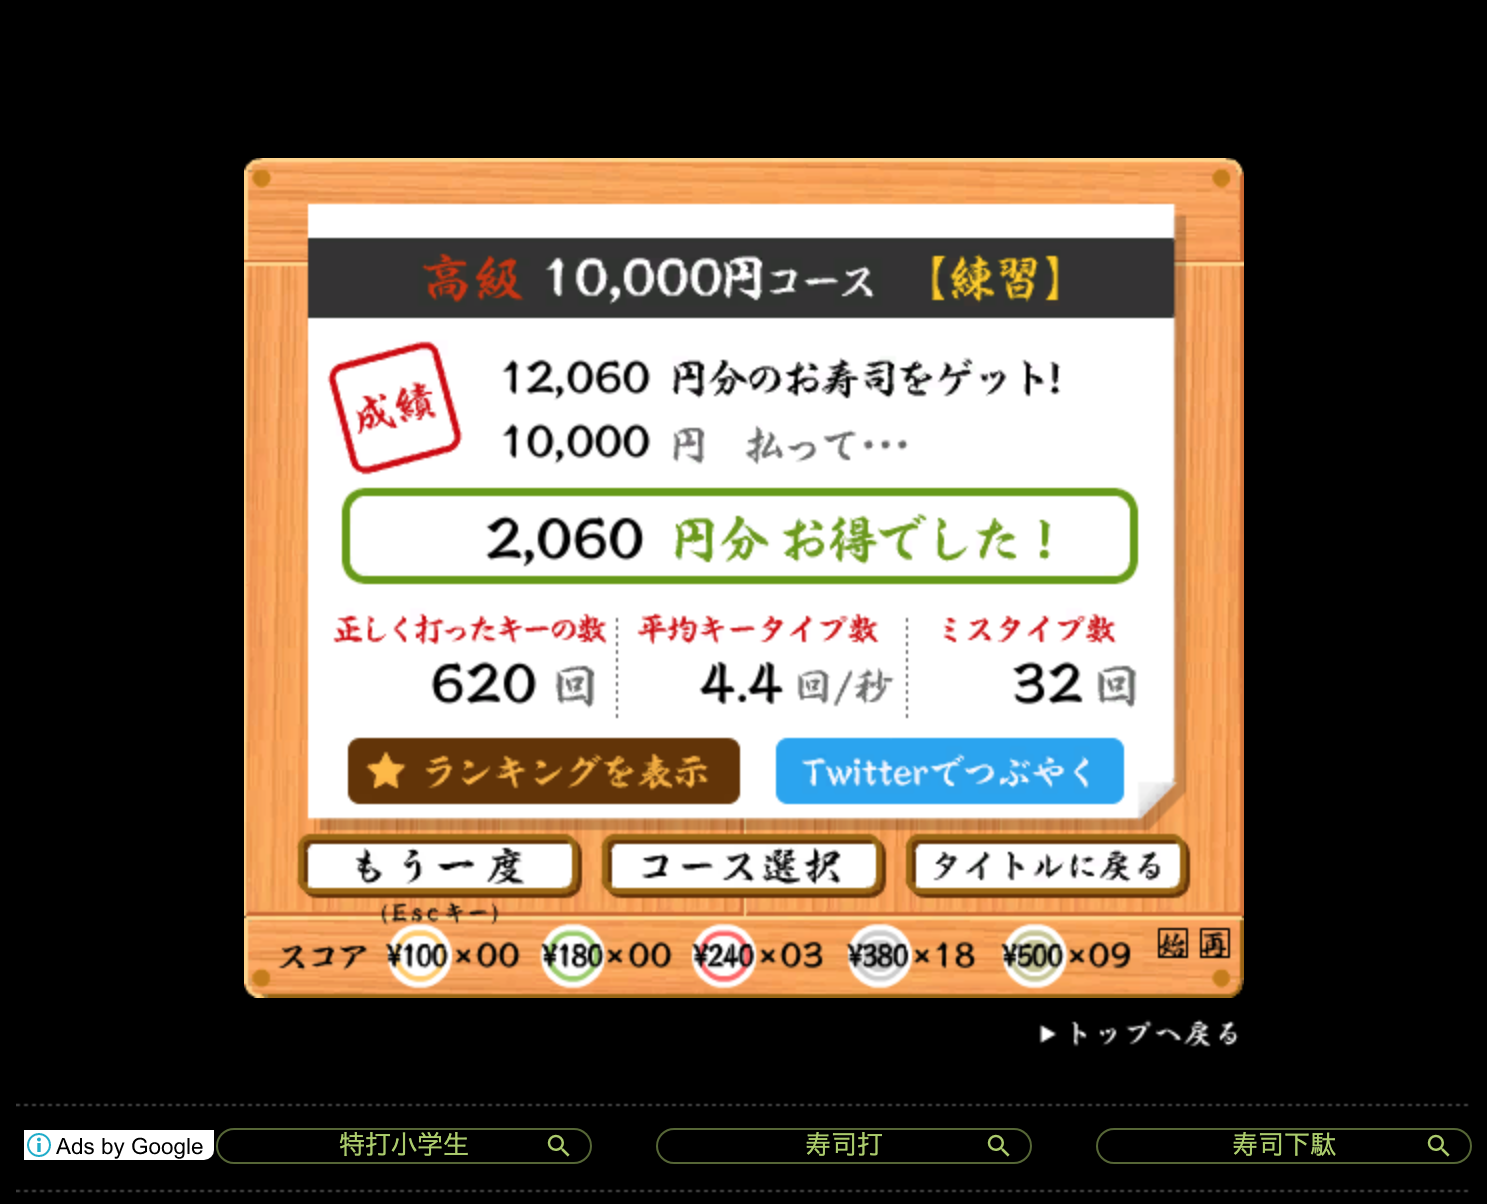 高級 10,000円コース 【練習】
成績
12,060 円分のお寿司をゲット!
10,000 円 払って・・・
2,060 円分 お得でした！
正しく打ったキーの数 平均キータイプ数 ミスタイプ数
620 回 4.4 回/秒 32 回
★ ランキングを表示 Twitterでつぶやく
もう一度 コース選択 タイトルに戻る
(Escキー)
スコア ¥100×00 ¥180×00 ¥240×03 ¥380×18 ¥500×09 始 再
▶トップへ戻る
Ads by Google 特打小学生 寿司打 寿司下駄